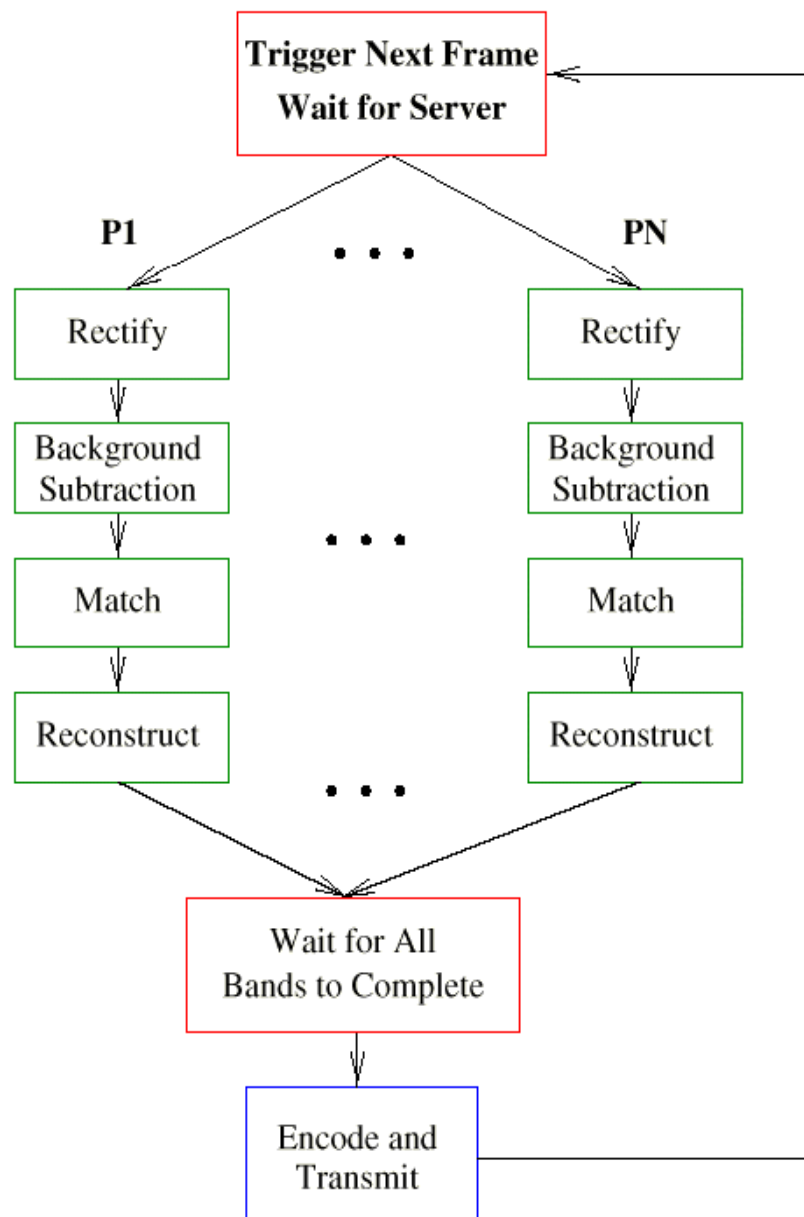 Trigger Next Frame
Wait for Server
P1
PN
Rectify
Rectify
Background
Subtraction
Background
Subtraction
Match
Match
Reconstruct
Reconstruct
Wait for All
Bands to Complete
Encode and
Transmit